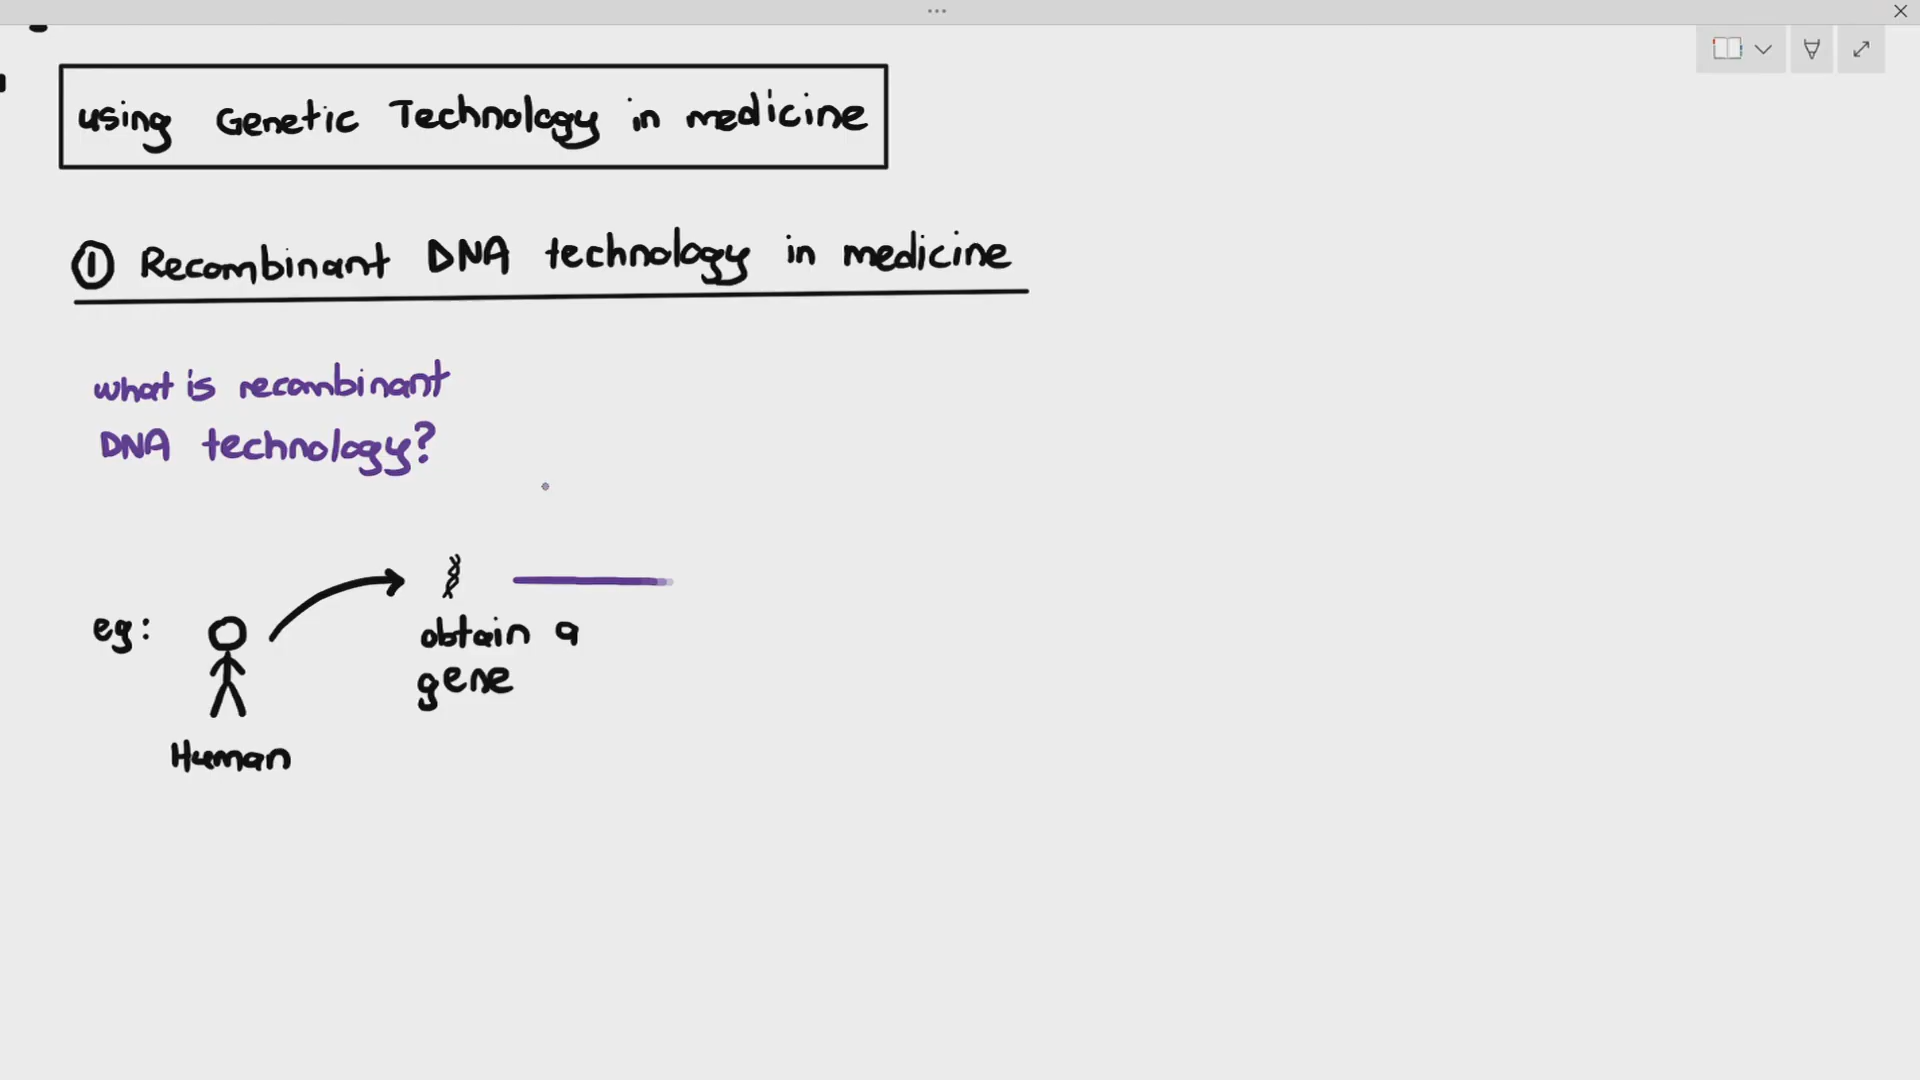 using Genetic Technology in medicine
① Recombinant DNA technology in medicine
what is recombinant
DNA technology?
eg:
obtain a
gene
Human